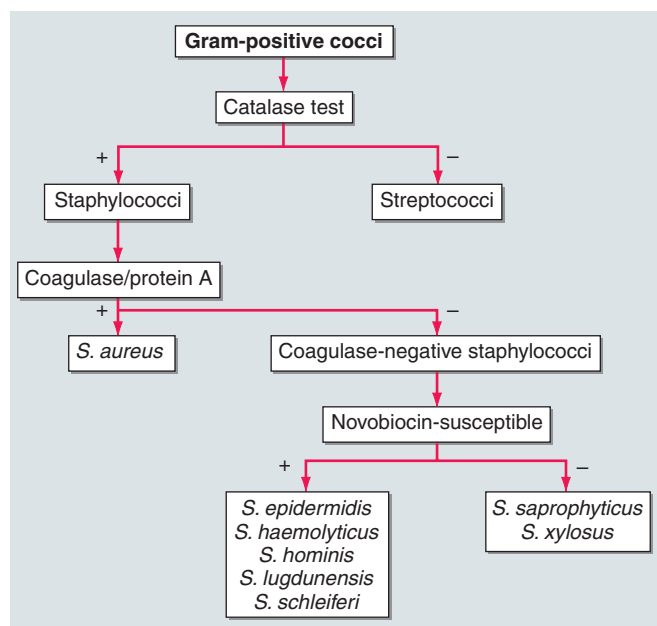 Gram-positive cocci
Catalase test
+ –
Staphylococci Streptococci
Coagulase/protein A
+ –
S. aureus Coagulase-negative staphylococci
Novobiocin-susceptible
+ –
S. epidermidis
S. haemolyticus
S. hominis
S. lugdunensis
S. schleiferi
S. saprophyticus
S. xylosus